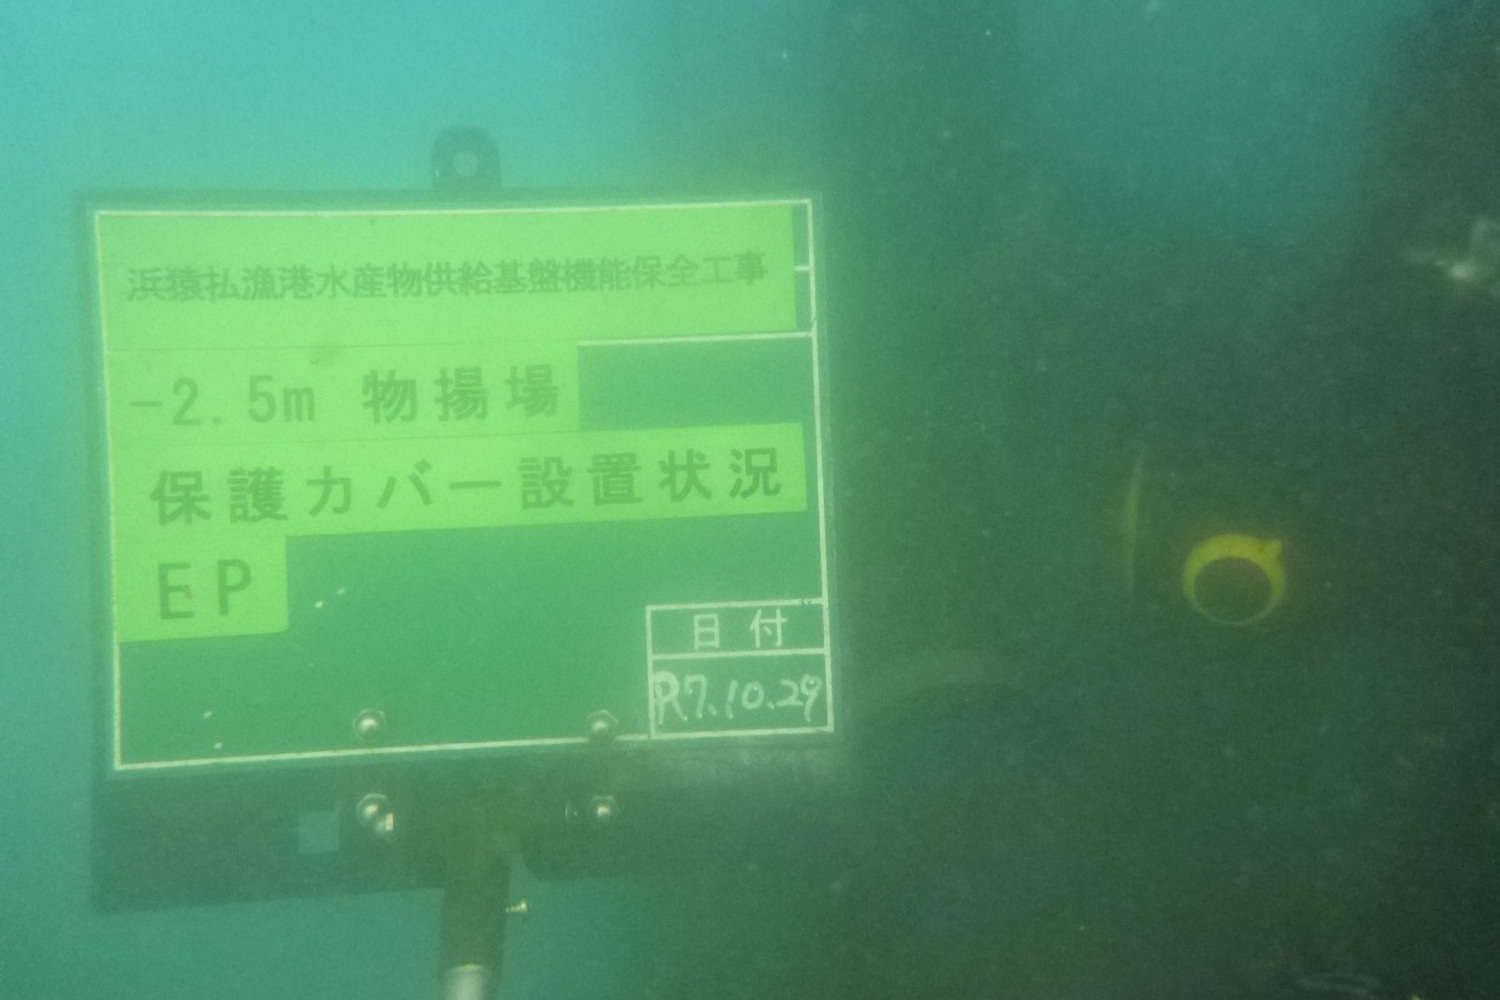 浜猿払漁港水産物供給基盤機能保全工事
-2.5m 物揚場
保護カバー設置状況
EP
日付
R7.10.29